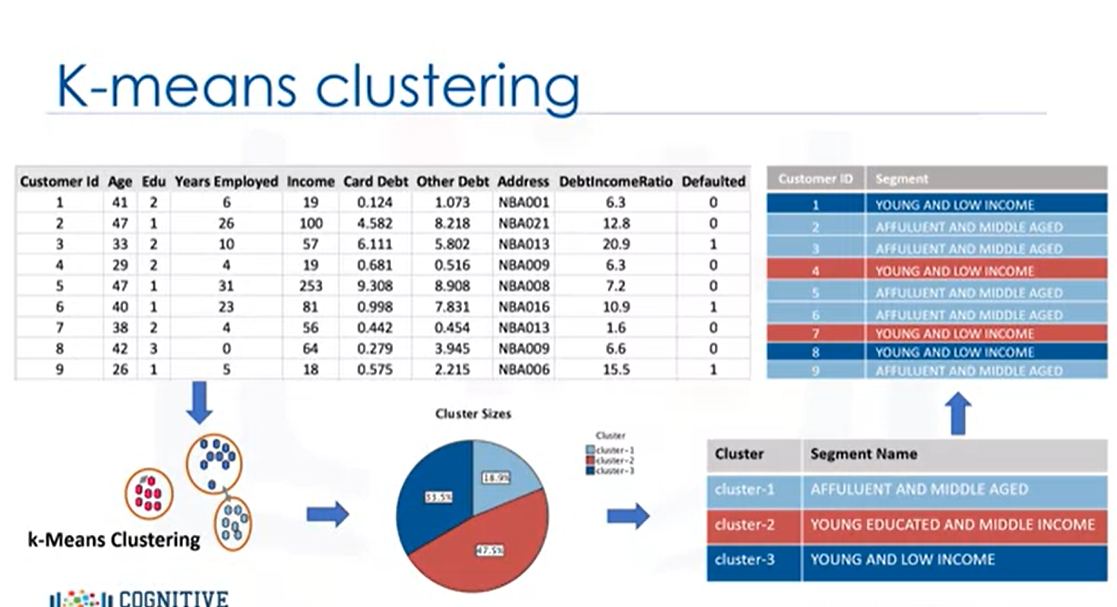 K-means clustering
Customer Id Age Edu Years Employed Income Card Debt Other Debt Address DebtIncomeRatio Defaulted
1 41 2 6 19 0.124 1.073 NBA001 6.3 0
2 47 1 26 100 4.582 8.218 NBA021 12.8 0
3 33 2 10 57 6.111 5.802 NBA013 20.9 1
4 29 2 4 19 0.681 0.516 NBA009 6.3 0
5 47 1 31 253 9.308 8.908 NBA008 7.2 0
6 40 1 23 81 0.998 7.831 NBA016 10.9 1
7 38 2 4 56 0.442 0.454 NBA013 1.6 0
8 42 3 0 64 0.279 3.945 NBA009 6.6 0
9 26 1 5 18 0.575 2.215 NBA006 15.5 1
Customer ID Segment
1 YOUNG AND LOW INCOME
2 AFFULUENT AND MIDDLE AGED
3 AFFULUENT AND MIDDLE AGED
4 YOUNG AND LOW INCOME
5 AFFULUENT AND MIDDLE AGED
6 AFFULUENT AND MIDDLE AGED
7 YOUNG AND LOW INCOME
8 YOUNG AND LOW INCOME
9 AFFULUENT AND MIDDLE AGED
k-Means Clustering
Cluster Sizes
18.9%
33.5%
47.5%
Cluster
cluster-1
cluster-2
cluster-3
Cluster Segment Name
cluster-1 AFFULUENT AND MIDDLE AGED
cluster-2 YOUNG EDUCATED AND MIDDLE INCOME
cluster-3 YOUNG AND LOW INCOME
COGNITIVE